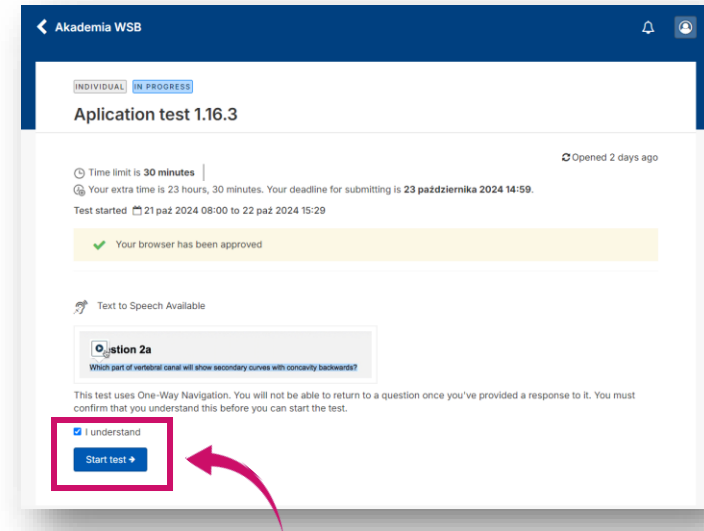 Akademia WSB
INDIVIDUAL IN PROGRESS
Aplication test 1.16.3
Opened 2 days ago
Time limit is 30 minutes
Your extra time is 23 hours, 30 minutes. Your deadline for submitting is 23 października 2024 14:59.
Test started 21 paź 2024 08:00 to 22 paź 2024 15:29
Your browser has been approved
Text to Speech Available
stion 2a
Which part of vertebral canal will show secondary curves with concavity backwards?
This test uses One-Way Navigation. You will not be able to return to a question once you've provided a response to it. You must
confirm that you understand this before you can start the test.
I understand
Start test